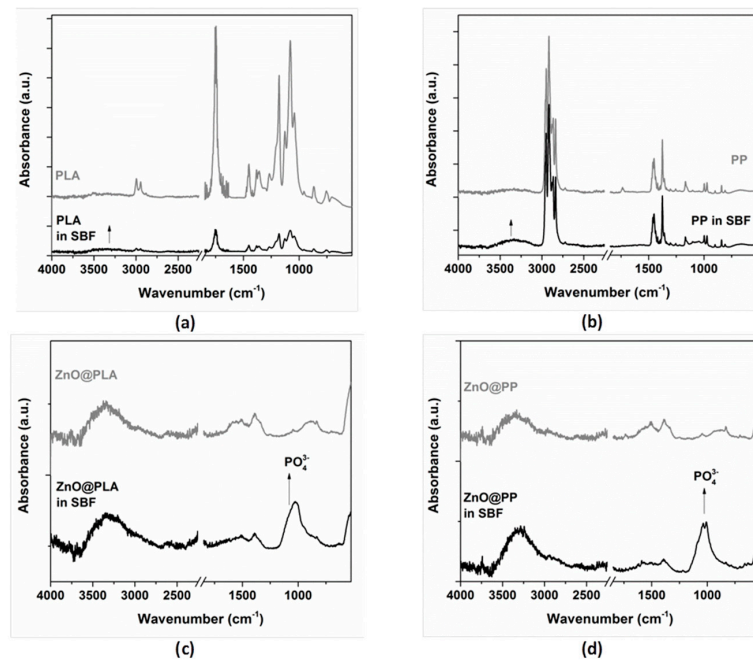 Absorbance (a.u.)
PLA
PLA
in SBF
4000 3500 3000 2500 1500 1000
Wavenumber (cm⁻¹)
(a)
Absorbance (a.u.)
PP
PP in SBF
4000 3500 3000 2500 1500 1000
Wavenumber (cm⁻¹)
(b)
Absorbance (a.u.)
ZnO@PLA
PO₄³⁻
ZnO@PLA
in SBF
4000 3500 3000 2500 1500 1000
Wavenumber (cm⁻¹)
(c)
Absorbance (a.u.)
ZnO@PP
PO₄³⁻
ZnO@PP
in SBF
4000 3500 3000 2500 1500 1000
Wavenumber (cm⁻¹)
(d)